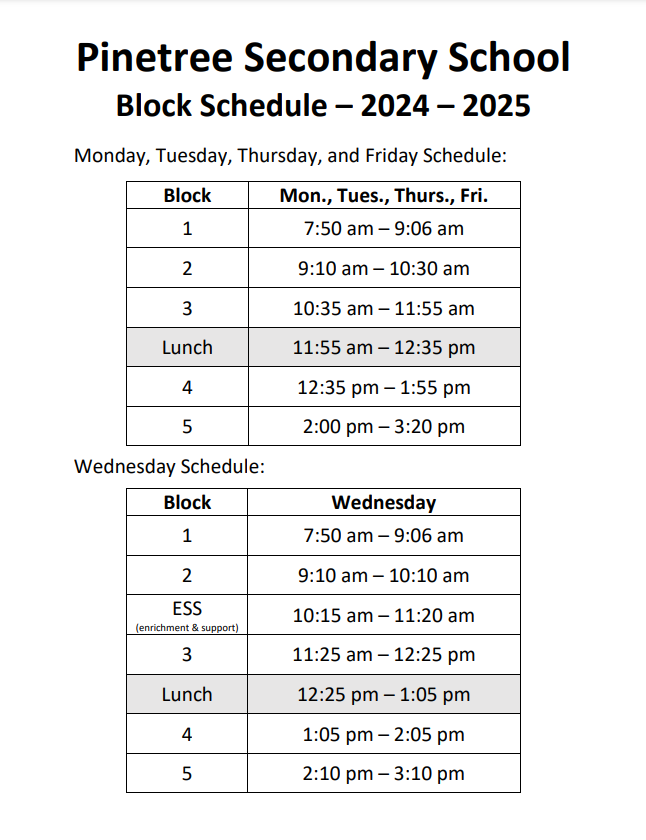 Pinetree Secondary School
Block Schedule – 2024 – 2025
Monday, Tuesday, Thursday, and Friday Schedule:
Block Mon., Tues., Thurs., Fri.
1 7:50 am – 9:06 am
2 9:10 am – 10:30 am
3 10:35 am – 11:55 am
Lunch 11:55 am – 12:35 pm
4 12:35 pm – 1:55 pm
5 2:00 pm – 3:20 pm
Wednesday Schedule:
Block Wednesday
1 7:50 am – 9:06 am
2 9:10 am – 10:10 am
ESS
(enrichment & support) 10:15 am – 11:20 am
3 11:25 am – 12:25 pm
Lunch 12:25 pm – 1:05 pm
4 1:05 pm – 2:05 pm
5 2:10 pm – 3:10 pm